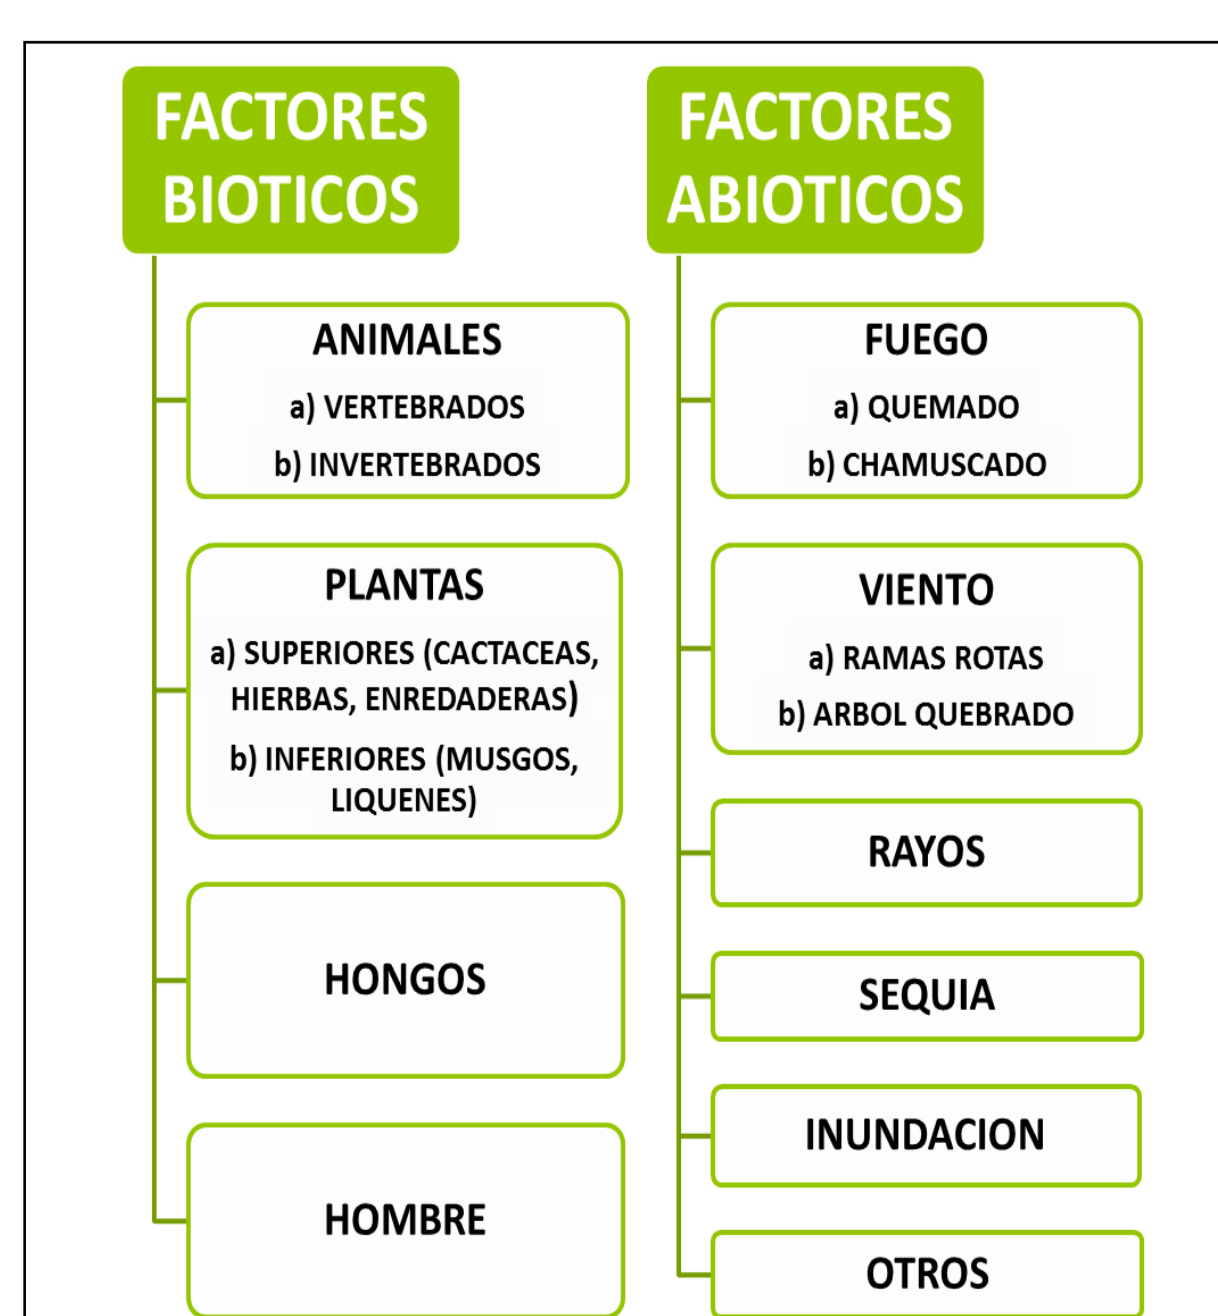 FACTORES
BIOTICOS
ANIMALES
a) VERTEBRADOS
b) INVERTEBRADOS
PLANTAS
a) SUPERIORES (CACTACEAS,
HIERBAS, ENREDADERAS)
b) INFERIORES (MUSGOS,
LIQUENES)
HONGOS
HOMBRE
FACTORES
ABIOTICOS
FUEGO
a) QUEMADO
b) CHAMUSCADO
VIENTO
a) RAMAS ROTAS
b) ARBOL QUEBRADO
RAYOS
SEQUIA
INUNDACION
OTROS